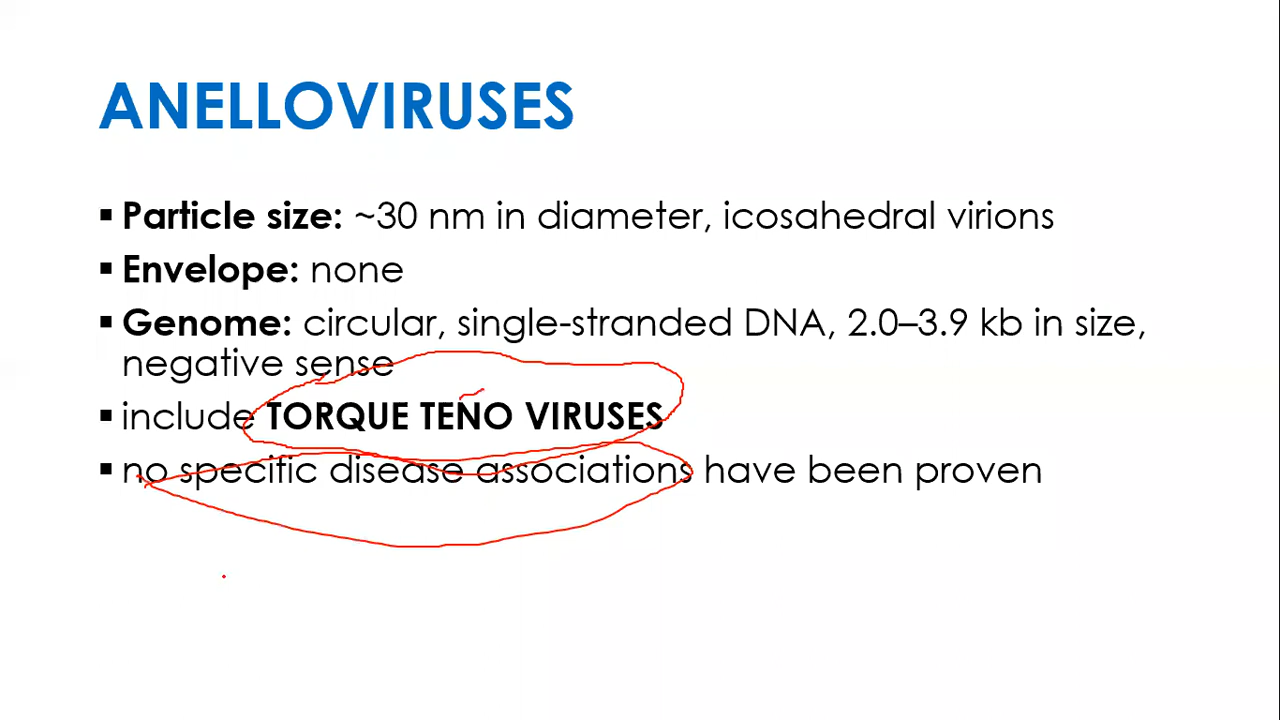 ANELLOVIRUSES
▪ Particle size: ~30 nm in diameter, icosahedral virions
▪ Envelope: none
▪ Genome: circular, single-stranded DNA, 2.0–3.9 kb in size,
negative sense
▪ include TORQUE TENO VIRUSES
▪ no specific disease associations have been proven